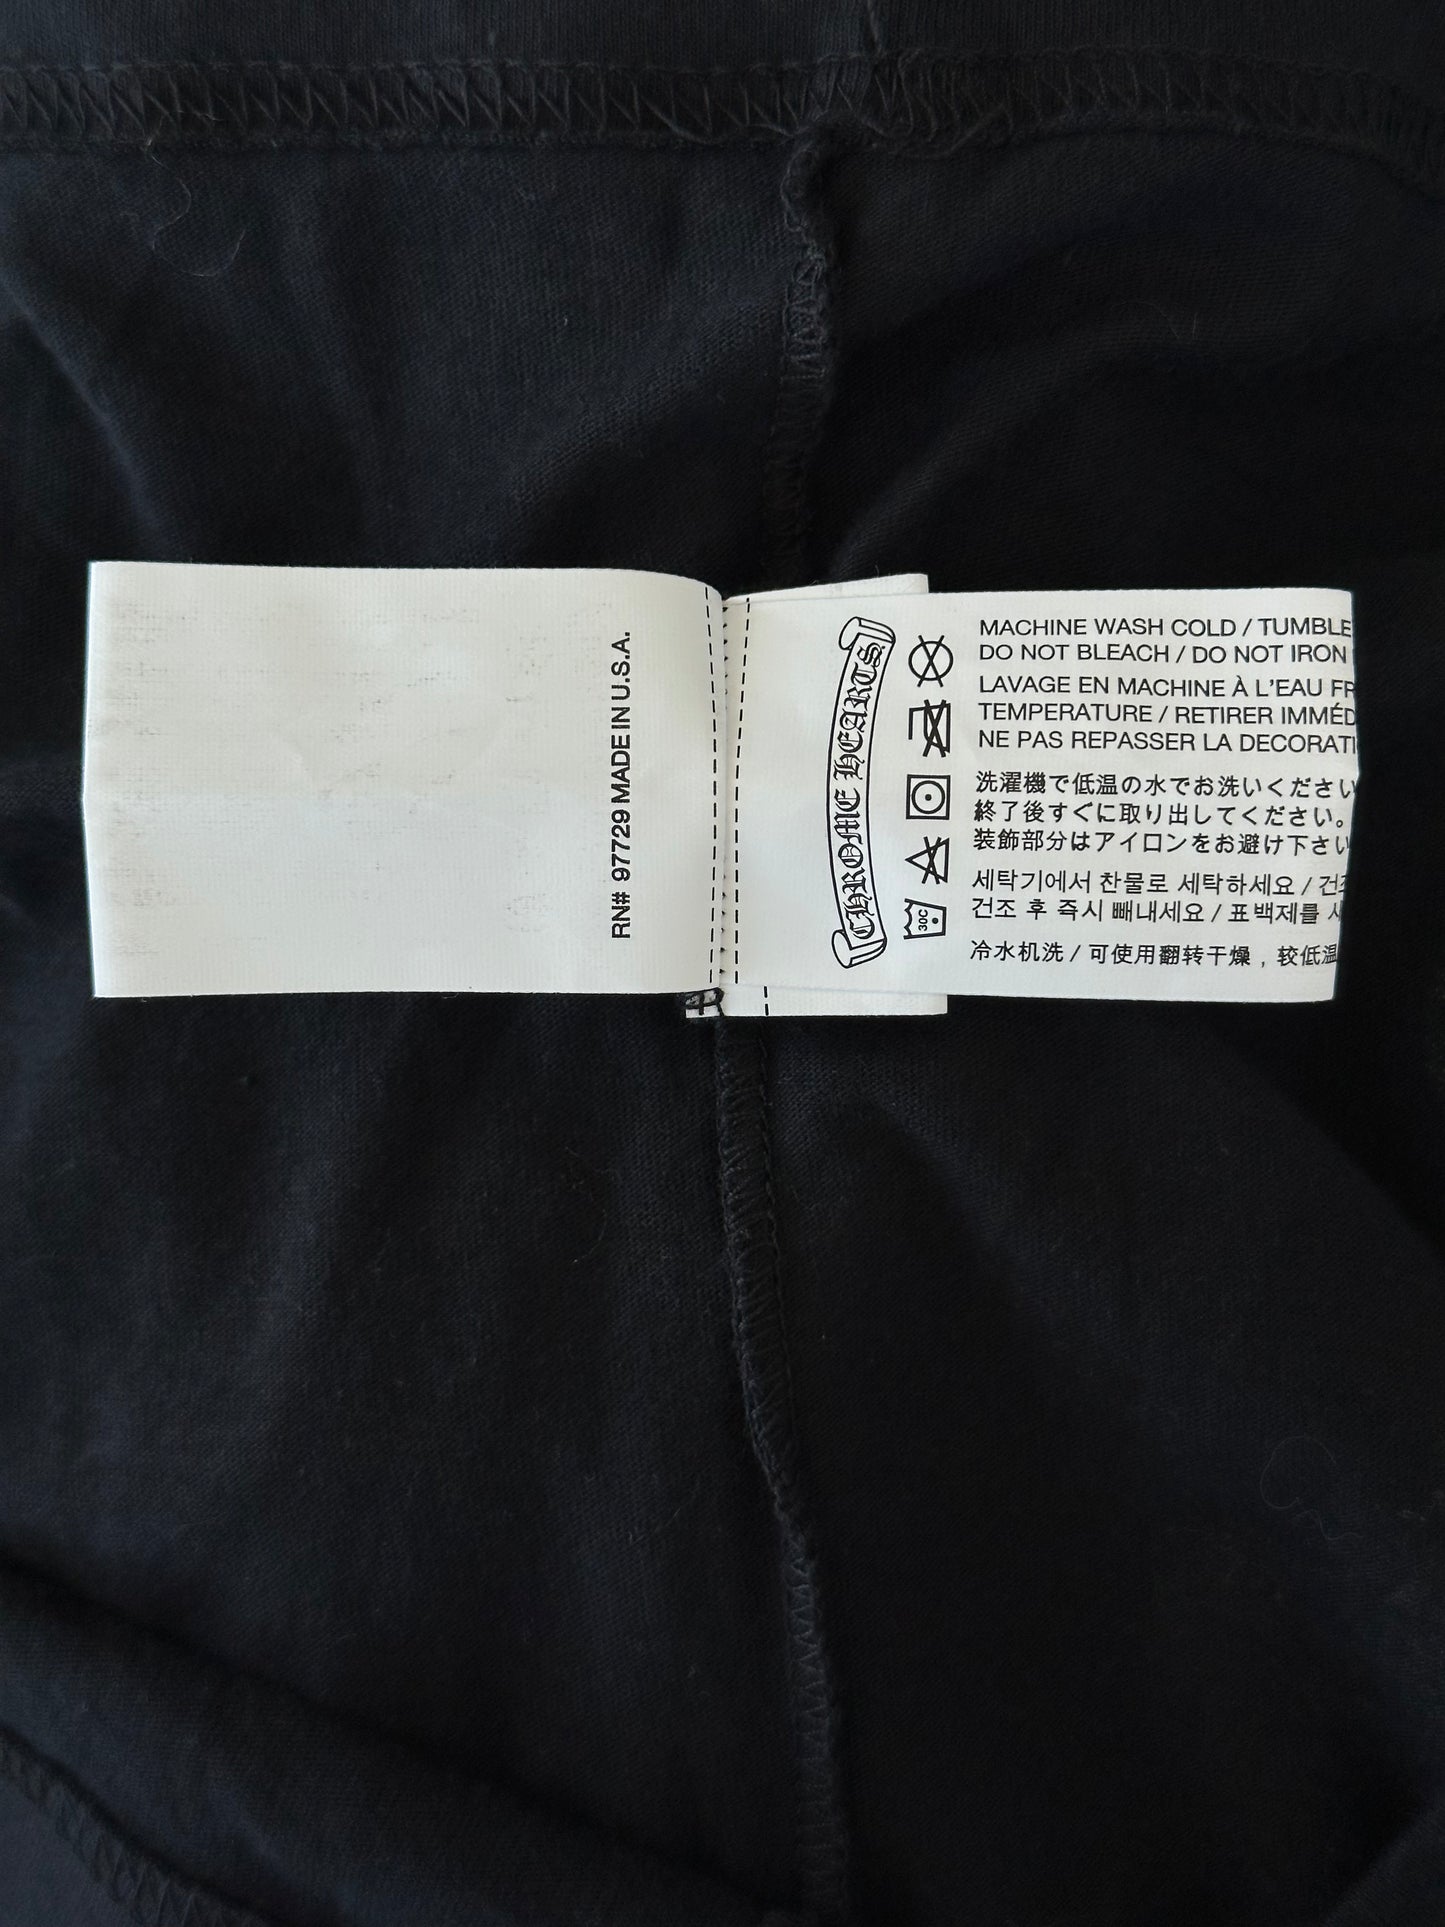 RN# 97729 MADE IN U.S.A.
CHROME HEARTS
30C
MACHINE WASH COLD / TUMBLE
DO NOT BLEACH / DO NOT IRON
LAVAGE EN MACHINE À L'EAU FR
TEMPERATURE / RETIRER IMMÉD
NE PAS REPASSER LA DECORATI
洗濯機で低温の水でお洗いください
終了後すぐに取り出してください。
装飾部分はアイロンをお避け下さい
세탁기에서 찬물로 세탁하세요 / 건조
건조 후 즉시 빼내세요 / 표백제를 사
冷水机洗 / 可使用翻转干燥，较低温